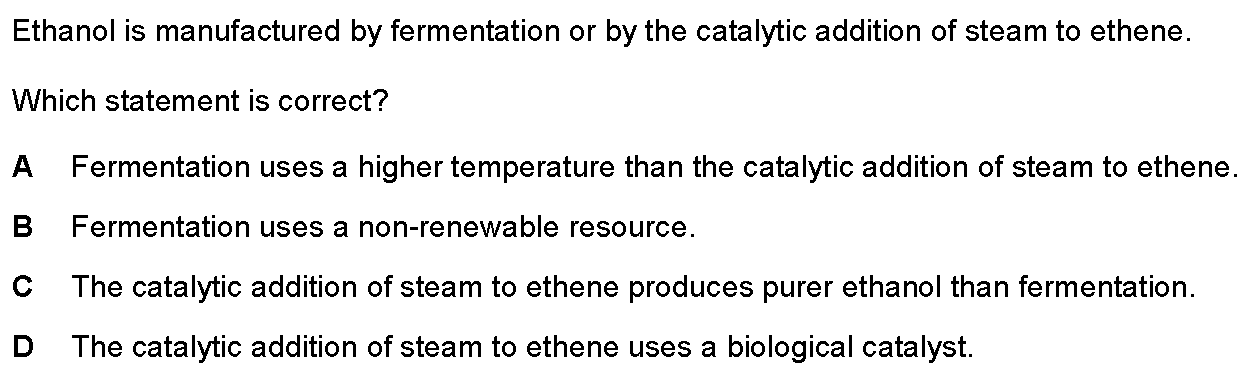 Ethanol is manufactured by fermentation or by the catalytic addition of steam to ethene.
Which statement is correct?
A Fermentation uses a higher temperature than the catalytic addition of steam to ethene.
B Fermentation uses a non-renewable resource.
C The catalytic addition of steam to ethene produces purer ethanol than fermentation.
D The catalytic addition of steam to ethene uses a biological catalyst.